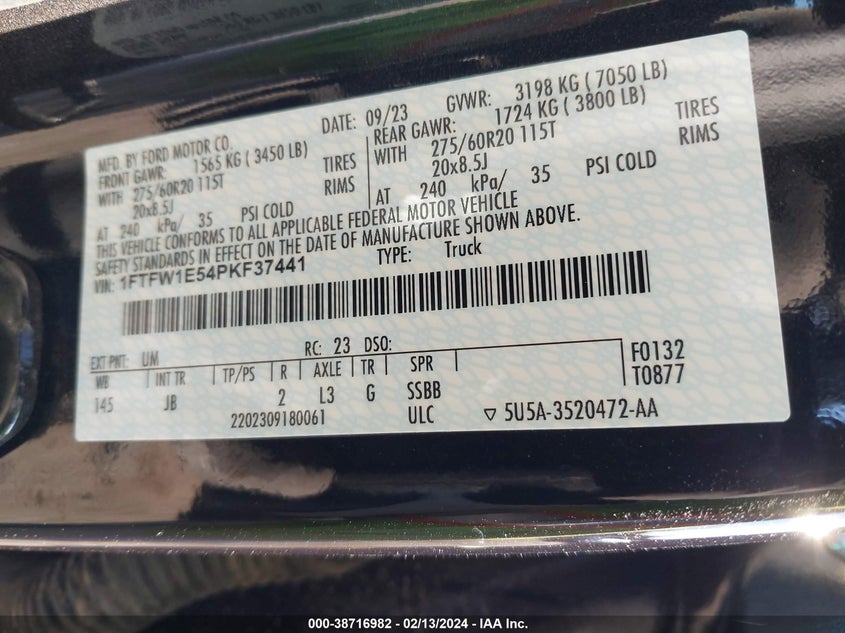 MFD. BY FORD MOTOR CO.
DATE: 09/23 GVWR: 3198 KG ( 7050 LB)
FRONT GAWR: 1565 KG ( 3450 LB) REAR GAWR: 1724 KG ( 3800 LB)
WITH 275/60R20 115T TIRES WITH 275/60R20 115T TIRES
20x8.5J RIMS 20x8.5J RIMS
AT 240 kPa/ 35 PSI COLD AT 240 kPa/ 35 PSI COLD
THIS VEHICLE CONFORMS TO ALL APPLICABLE FEDERAL MOTOR VEHICLE
SAFETY STANDARDS IN EFFECT ON THE DATE OF MANUFACTURE SHOWN ABOVE.
VIN: 1FTFW1E54PKF37441 TYPE: Truck
EXT PNT: UM RC: 23 DSO: F0132
WB INT TR TP/PS R AXLE TR SPR T0877
145 JB 2 L3 G SSBB
2202309180061 ULC ▽ 5U5A-3520472-AA
000-38716982 - 02/13/2024 - IAA Inc.